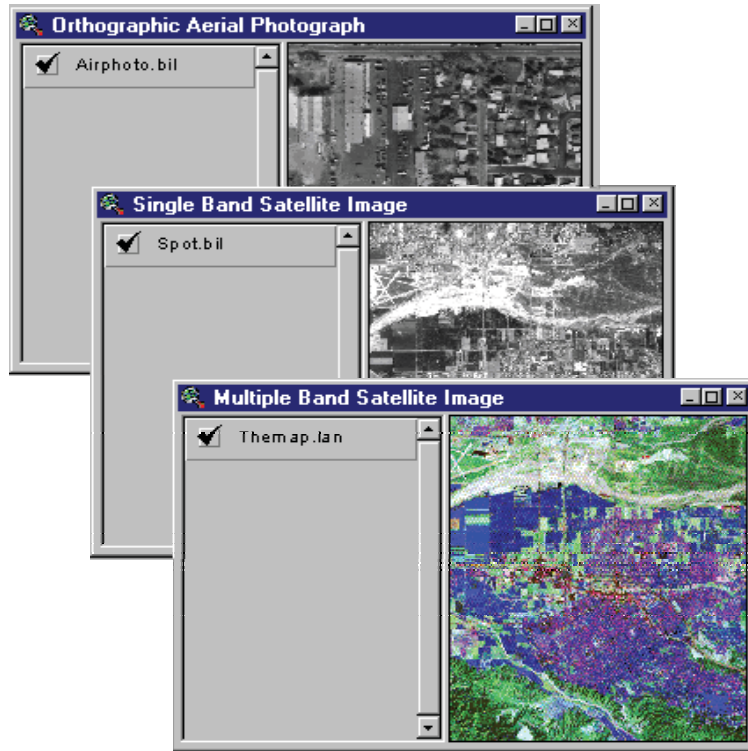 Orthographic Aerial Photograph
Airphoto.bil
Single Band Satellite Image
Spot.bil
Multiple Band Satellite Image
Themap.lan